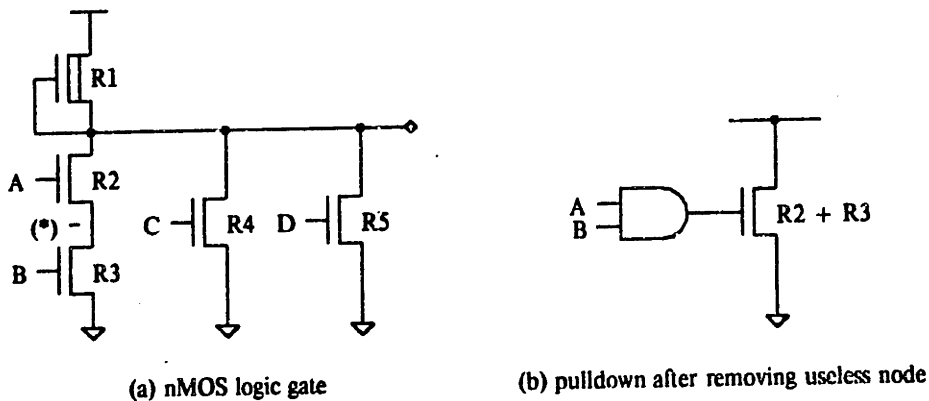 R1
A
R2
(*)
B
R3
C
R4
D
R5
A
B
R2 + R3
(a) nMOS logic gate
(b) pulldown after removing useless node